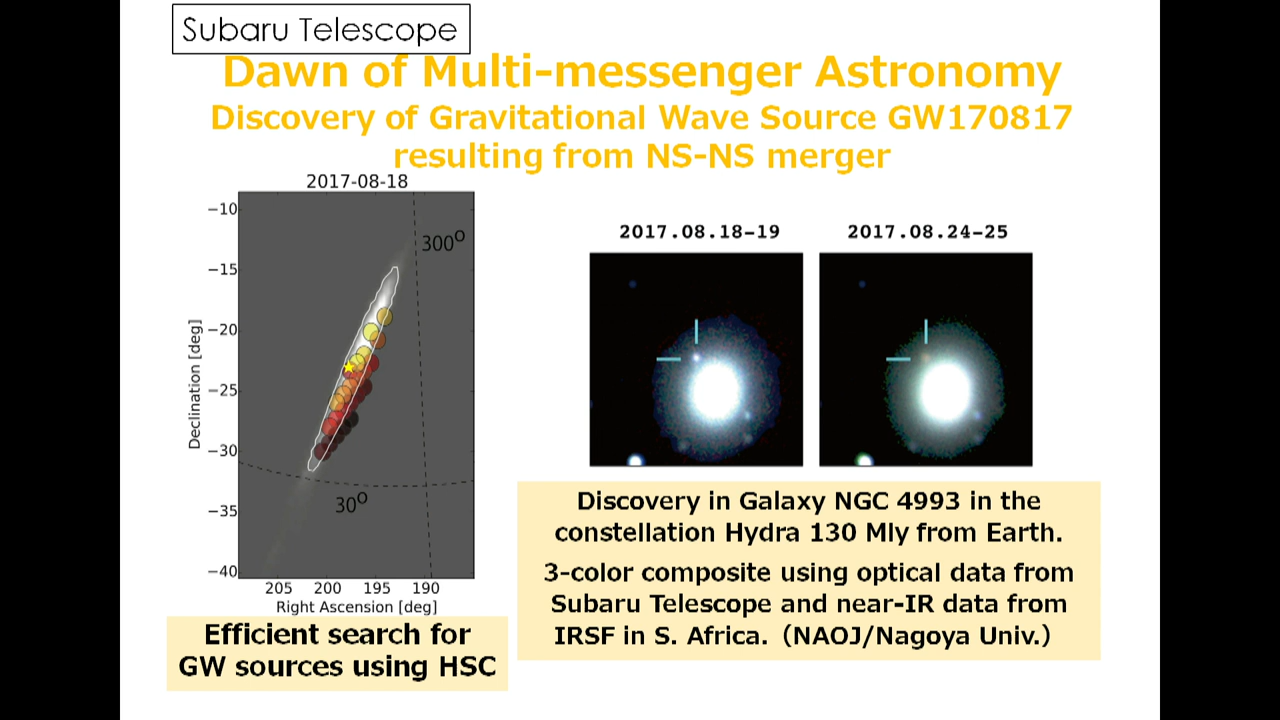 Subaru Telescope
Dawn of Multi-messenger Astronomy
Discovery of Gravitational Wave Source GW170817
resulting from NS-NS merger
2017-08-18
−10
−15
−20
−25
−30
−35
−40
Declination [deg]
300°
30°
205 200 195 190
Right Ascension [deg]
Efficient search for
GW sources using HSC
2017.08.18-19
2017.08.24-25
Discovery in Galaxy NGC 4993 in the
constellation Hydra 130 Mly from Earth.
3-color composite using optical data from
Subaru Telescope and near-IR data from
IRSF in S. Africa.（NAOJ/Nagoya Univ.）